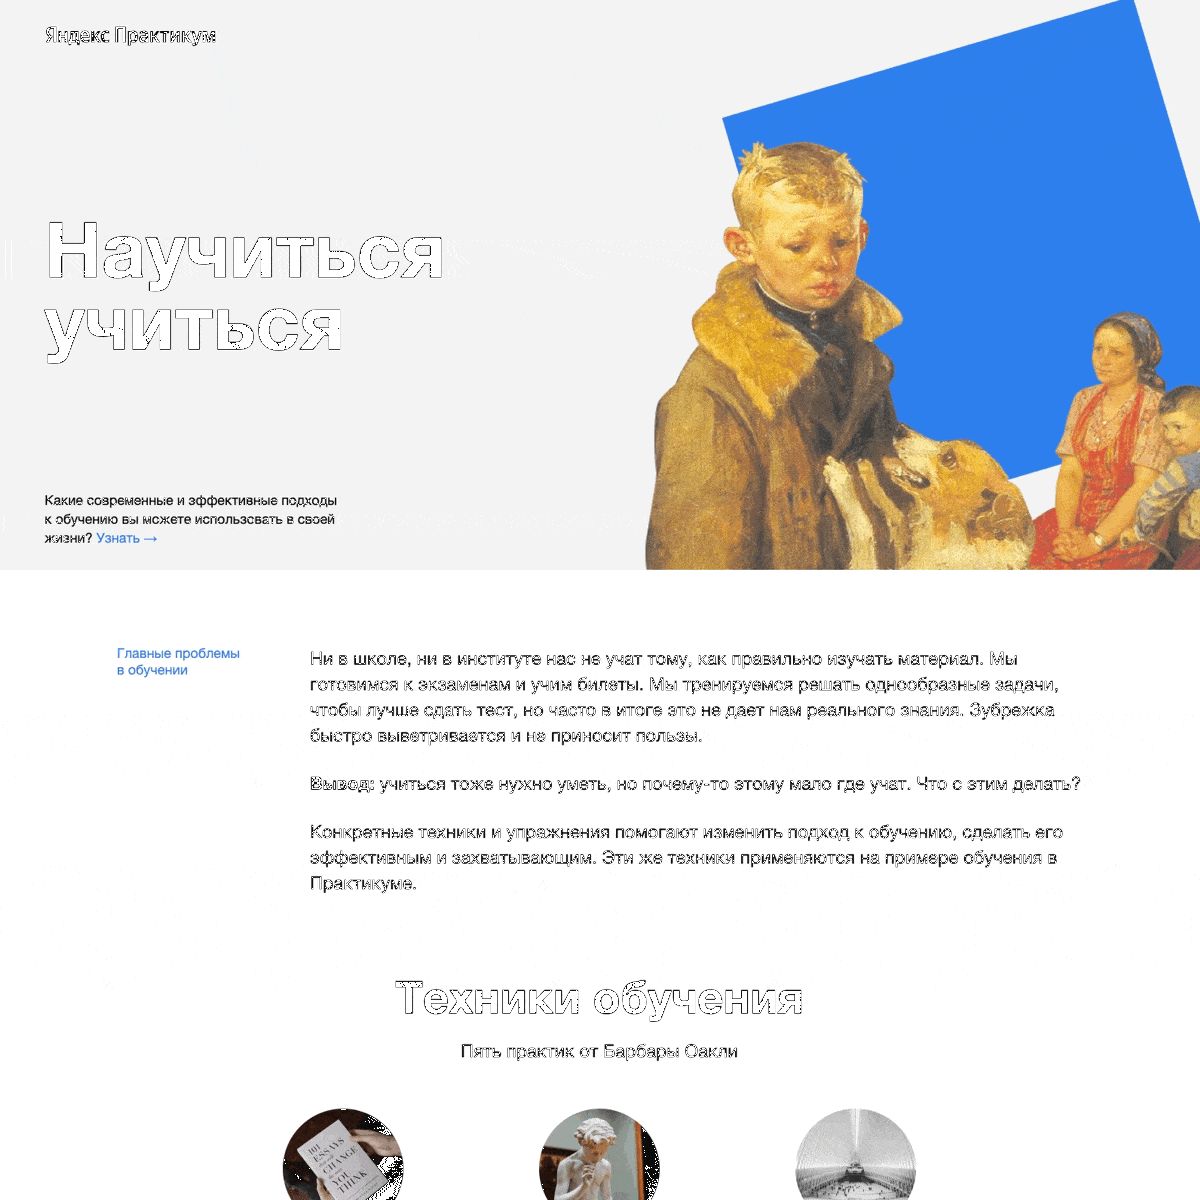 Яндекс Практикум
Научиться
учиться
Какие современные и эффективные подходы
к обучению вы можете использовать в своей
жизни? Узнать →
Главные проблемы
в обучении
Ни в школе, ни в институте нас не учат тому, как правильно изучать материал. Мы
готовимся к экзаменам и учим билеты. Мы тренируемся решать однообразные задачи,
чтобы лучше сдать тест, но часто в итоге это не дает нам реального знания. Зубрежка
быстро выветривается и не приносит пользы.
Вывод: учиться тоже нужно уметь, но почему-то этому мало где учат. Что с этим делать?
Конкретные техники и упражнения помогают изменить подход к обучению, сделать его
эффективным и захватывающим. Эти же техники применяются на примере обучения в
Практикуме.
Техники обучения
Пять практик от Барбары Оакли
101
ESSAYS
CHANGE
YOU
THINK